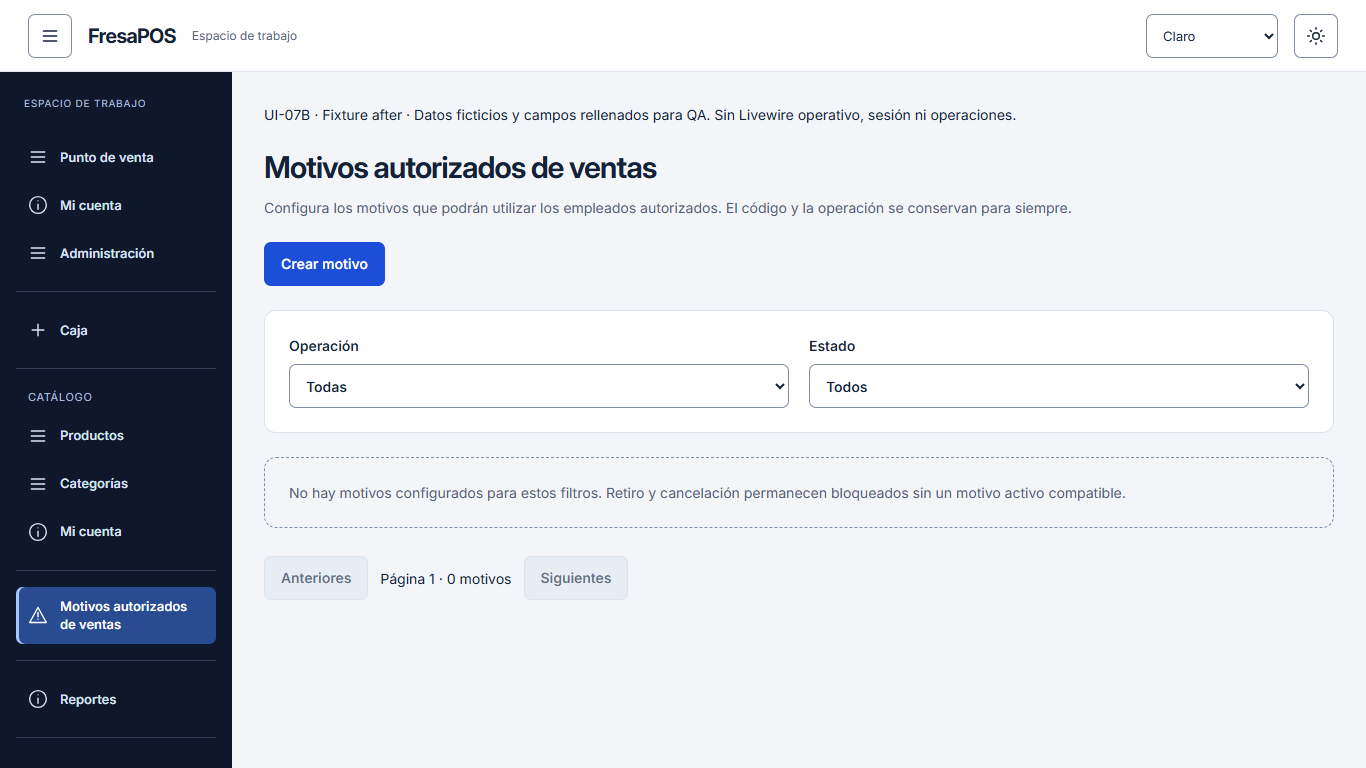 FresaPOS
Espacio de trabajo
Claro
ESPACIO DE TRABAJO
Punto de venta
Mi cuenta
Administración
Caja
CATÁLOGO
Productos
Categorías
Mi cuenta
Motivos autorizados
de ventas
Reportes
UI-07B · Fixture after · Datos ficticios y campos rellenados para QA. Sin Livewire operativo, sesión ni operaciones.
Motivos autorizados de ventas
Configura los motivos que podrán utilizar los empleados autorizados. El código y la operación se conservan para siempre.
Crear motivo
Operación
Todas
Estado
Todos
No hay motivos configurados para estos filtros. Retiro y cancelación permanecen bloqueados sin un motivo activo compatible.
Anteriores
Página 1 · 0 motivos
Siguientes